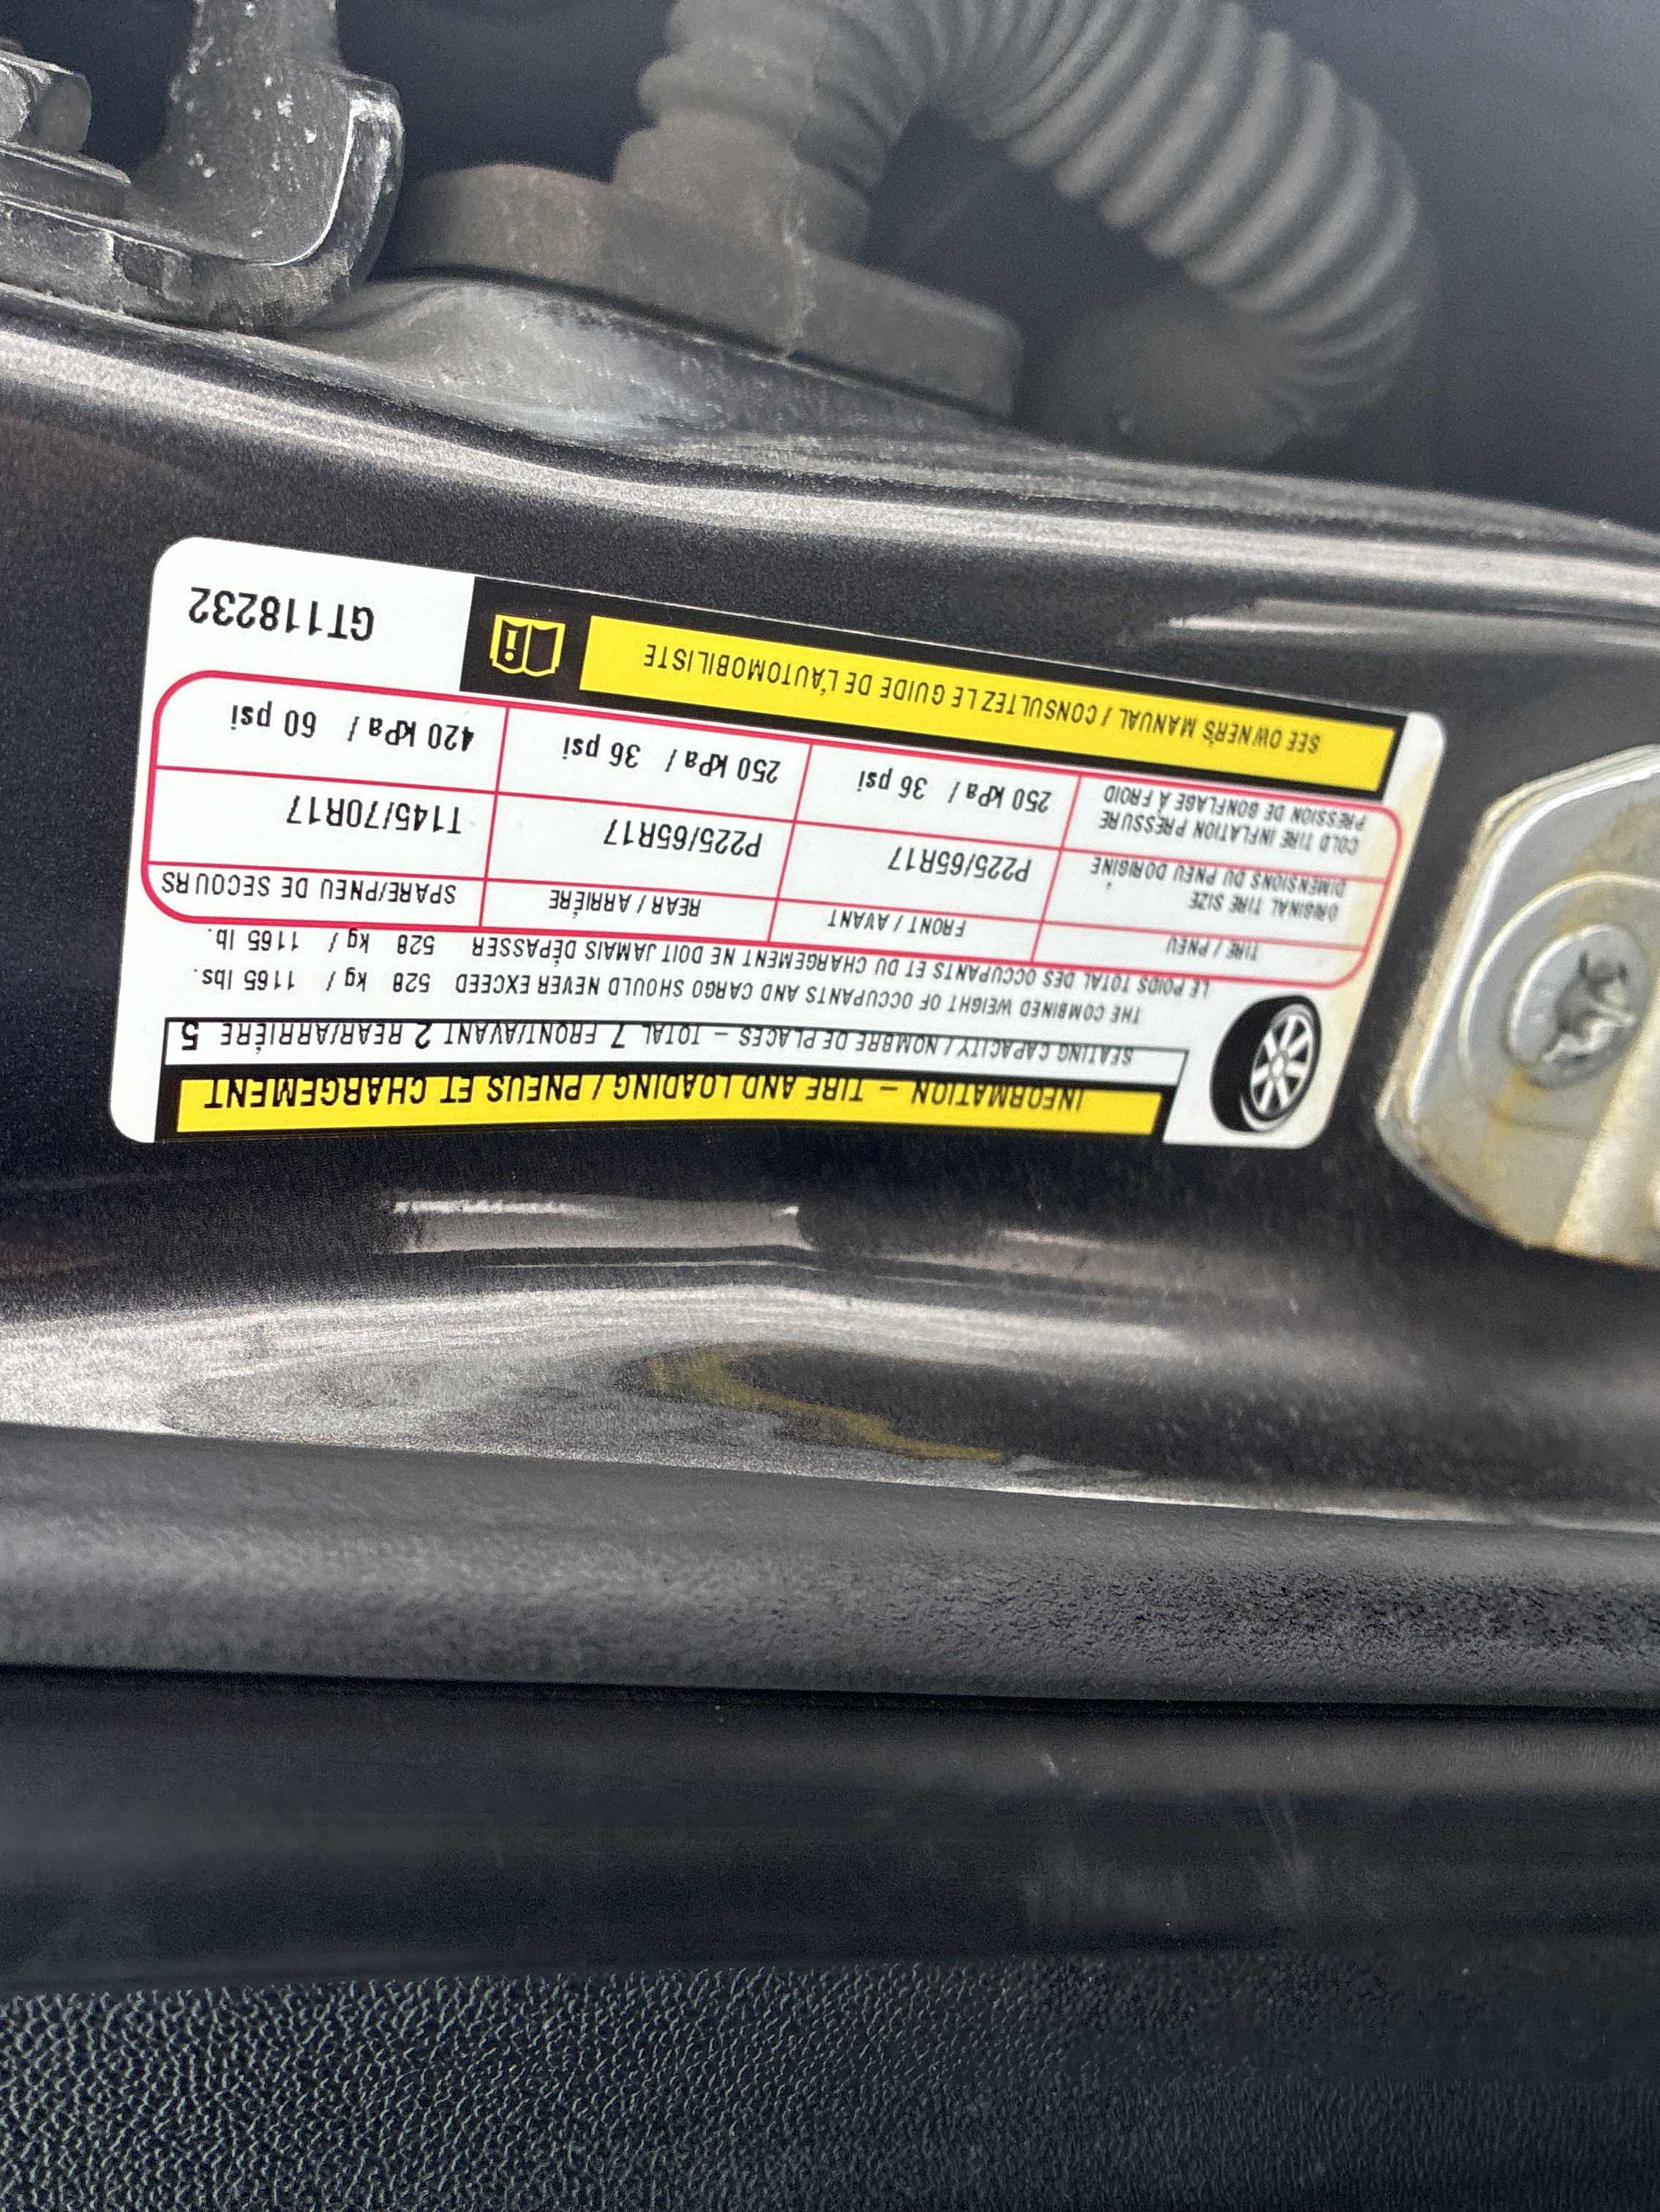 INFORMATION – TIRE AND LOADING / PNEUS ET CHARGEMENT
SEATING CAPACITY / NOMBRE DE PLACES – TOTAL 7 FRONT/AVANT 2 REAR/ARRIÈRE 5
THE COMBINED WEIGHT OF OCCUPANTS AND CARGO SHOULD NEVER EXCEED 528 kg / 1165 lbs.
LE POIDS TOTAL DES OCCUPANTS ET DU CHARGEMENT NE DOIT JAMAIS DÉPASSER 528 kg / 1165 lb.
TIRE / PNEU FRONT / AVANT REAR / ARRIÈRE SPARE/PNEU DE SECOURS
ORIGINAL TIRE SIZE
DIMENSIONS DU PNEU D'ORIGINE P225/65R17 P225/65R17 T145/70R17
COLD TIRE INFLATION PRESSURE
PRESSION DE GONFLAGE À FROID 250 kPa / 36 psi 250 kPa / 36 psi 420 kPa / 60 psi
SEE OWNER'S MANUAL / CONSULTEZ LE GUIDE DE L'AUTOMOBILISTE
GT118232